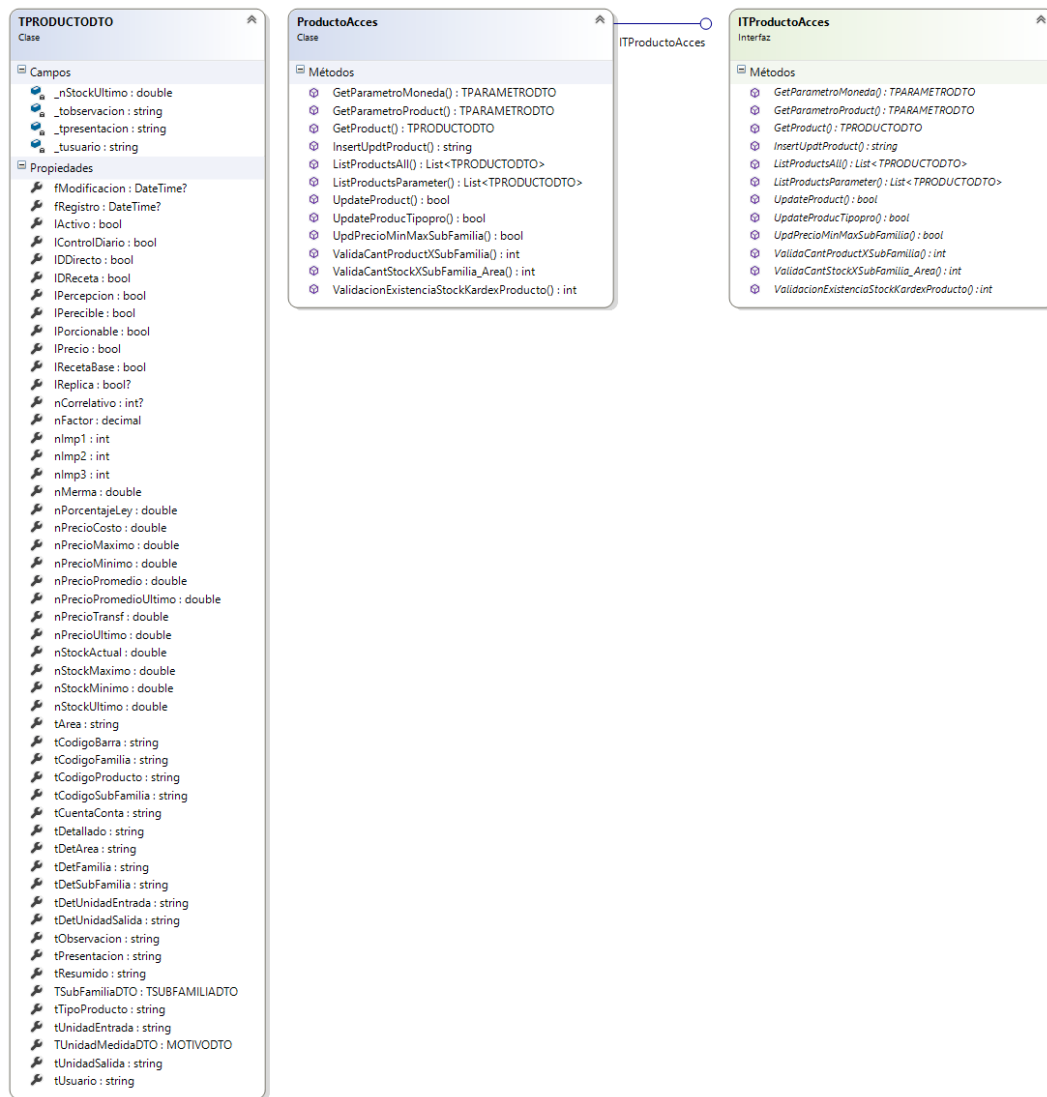 TPRODUCTODTO
Clase
Campos
_nStockUltimo : double
_tobservacion : string
_tpresentacion : string
_tusuario : string
Propiedades
fModificacion : DateTime?
fRegistro : DateTime?
lActivo : bool
lControlDiario : bool
lDDirecto : bool
lDReceta : bool
lPercepcion : bool
lPerecible : bool
lPorcionable : bool
lPrecio : bool
lRecetaBase : bool
lReplica : bool?
nCorrelativo : int?
nFactor : decimal
nImp1 : int
nImp2 : int
nImp3 : int
nMerma : double
nPorcentajeLey : double
nPrecioCosto : double
nPrecioMaximo : double
nPrecioMinimo : double
nPrecioPromedio : double
nPrecioPromedioUltimo : double
nPrecioTransf : double
nPrecioUltimo : double
nStockActual : double
nStockMaximo : double
nStockMinimo : double
nStockUltimo : double
tArea : string
tCodigoBarra : string
tCodigoFamilia : string
tCodigoProducto : string
tCodigoSubFamilia : string
tCuentaConta : string
tDetallado : string
tDetArea : string
tDetFamilia : string
tDetSubFamilia : string
tDetUnidadEntrada : string
tDetUnidadSalida : string
tObservacion : string
tPresentacion : string
tResumido : string
TSubFamiliaDTO : TSUBFAMILIADTO
tTipoProducto : string
tUnidadEntrada : string
TUnidadMedidaDTO : MOTIVODTO
tUnidadSalida : string
tUsuario : string
ProductoAcces
Clase
Métodos
GetParametroMoneda() : TPARAMETRODTO
GetParametroProduct() : TPARAMETRODTO
GetProduct() : TPRODUCTODTO
InsertUpdtProduct() : string
ListProductsAll() : List<TPRODUCTODTO>
ListProductsParameter() : List<TPRODUCTODTO>
UpdateProduct() : bool
UpdateProducTipopro() : bool
UpdPrecioMinMaxSubFamilia() : bool
ValidaCantProductXSubFamilia() : int
ValidaCantStockXSubFamilia_Area() : int
ValidacionExistenciaStockKardexProducto() : int
ITProductoAcces
ITProductoAcces
Interfaz
Métodos
GetParametroMoneda() : TPARAMETRODTO
GetParametroProduct() : TPARAMETRODTO
GetProduct() : TPRODUCTODTO
InsertUpdtProduct() : string
ListProductsAll() : List<TPRODUCTODTO>
ListProductsParameter() : List<TPRODUCTODTO>
UpdateProduct() : bool
UpdateProducTipopro() : bool
UpdPrecioMinMaxSubFamilia() : bool
ValidaCantProductXSubFamilia() : int
ValidaCantStockXSubFamilia_Area() : int
ValidacionExistenciaStockKardexProducto() : int